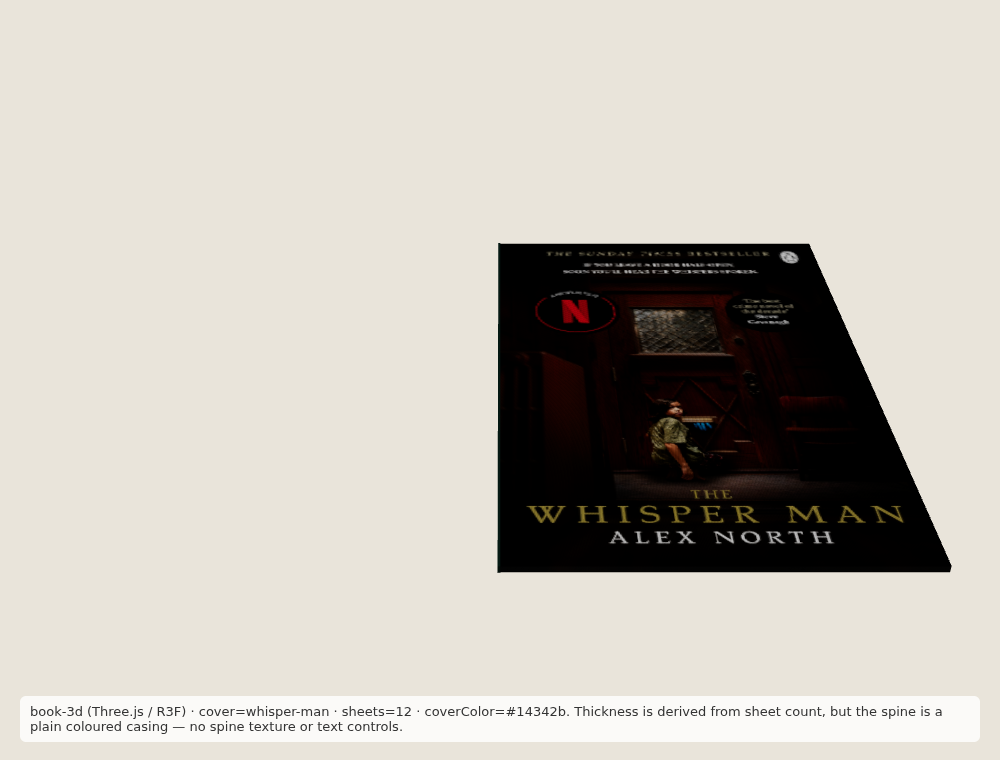 THE SUNDAY TIMES BESTSELLER
N
THE
WHISPER MAN
ALEX NORTH
book-3d (Three.js / R3F) · cover=whisper-man · sheets=12 · coverColor=#14342b. Thickness is derived from sheet count, but the spine is a
plain coloured casing — no spine texture or text controls.